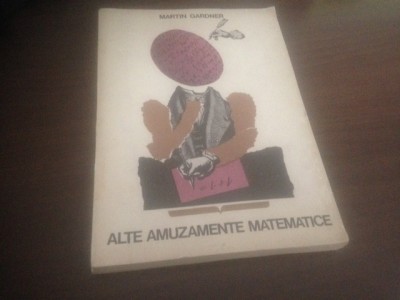 MARTIN GARDNER
ALTE AMUZAMENTE MATEMATICE